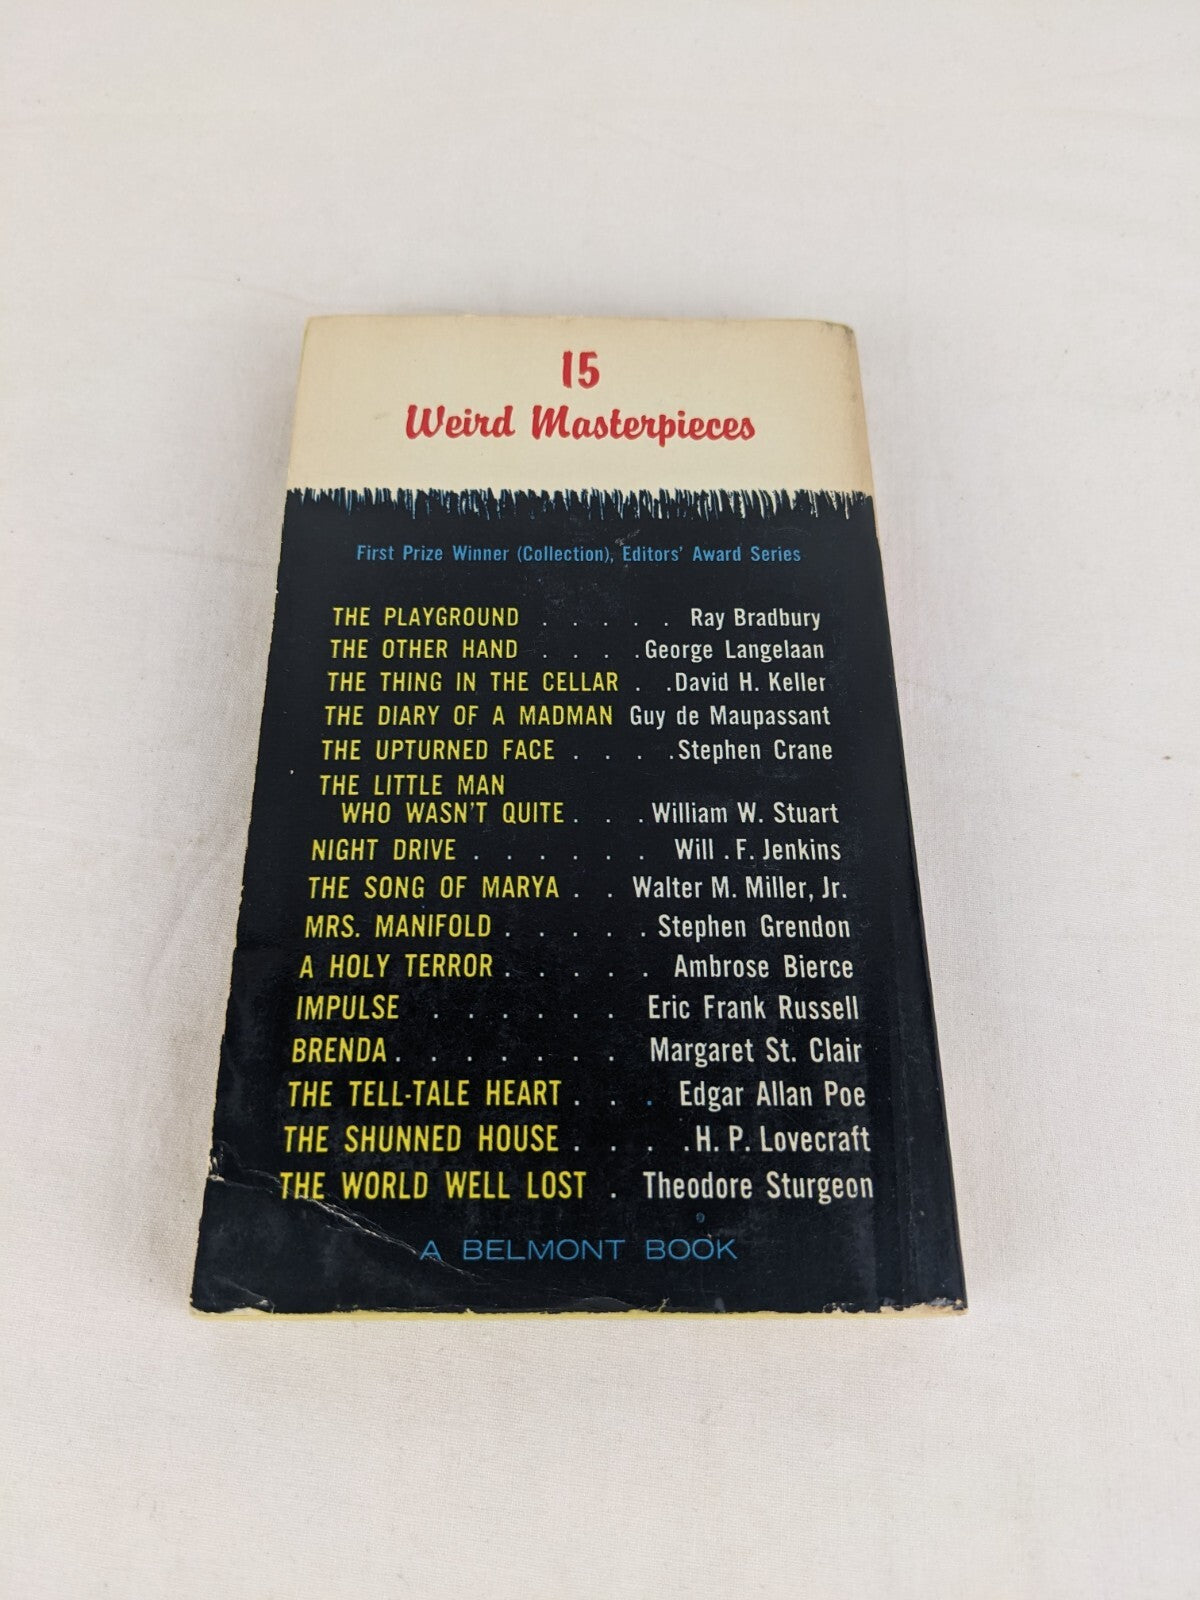 15
Weird Masterpieces
First Prize Winner (Collection), Editors' Award Series
THE PLAYGROUND . . . . . Ray Bradbury
THE OTHER HAND . . . . George Langelaan
THE THING IN THE CELLAR . . David H. Keller
THE DIARY OF A MADMAN Guy de Maupassant
THE UPTURNED FACE . . . . Stephen Crane
THE LITTLE MAN
WHO WASN'T QUITE . . . William W. Stuart
NIGHT DRIVE . . . . . . Will . F. Jenkins
THE SONG OF MARYA . . Walter M. Miller, Jr.
MRS. MANIFOLD . . . . . Stephen Grendon
A HOLY TERROR . . . . . Ambrose Bierce
IMPULSE . . . . . . Eric Frank Russell
BRENDA . . . . . . . Margaret St. Clair
THE TELL-TALE HEART . . . Edgar Allan Poe
THE SHUNNED HOUSE . . . . H. P. Lovecraft
THE WORLD WELL LOST . Theodore Sturgeon
A BELMONT BOOK